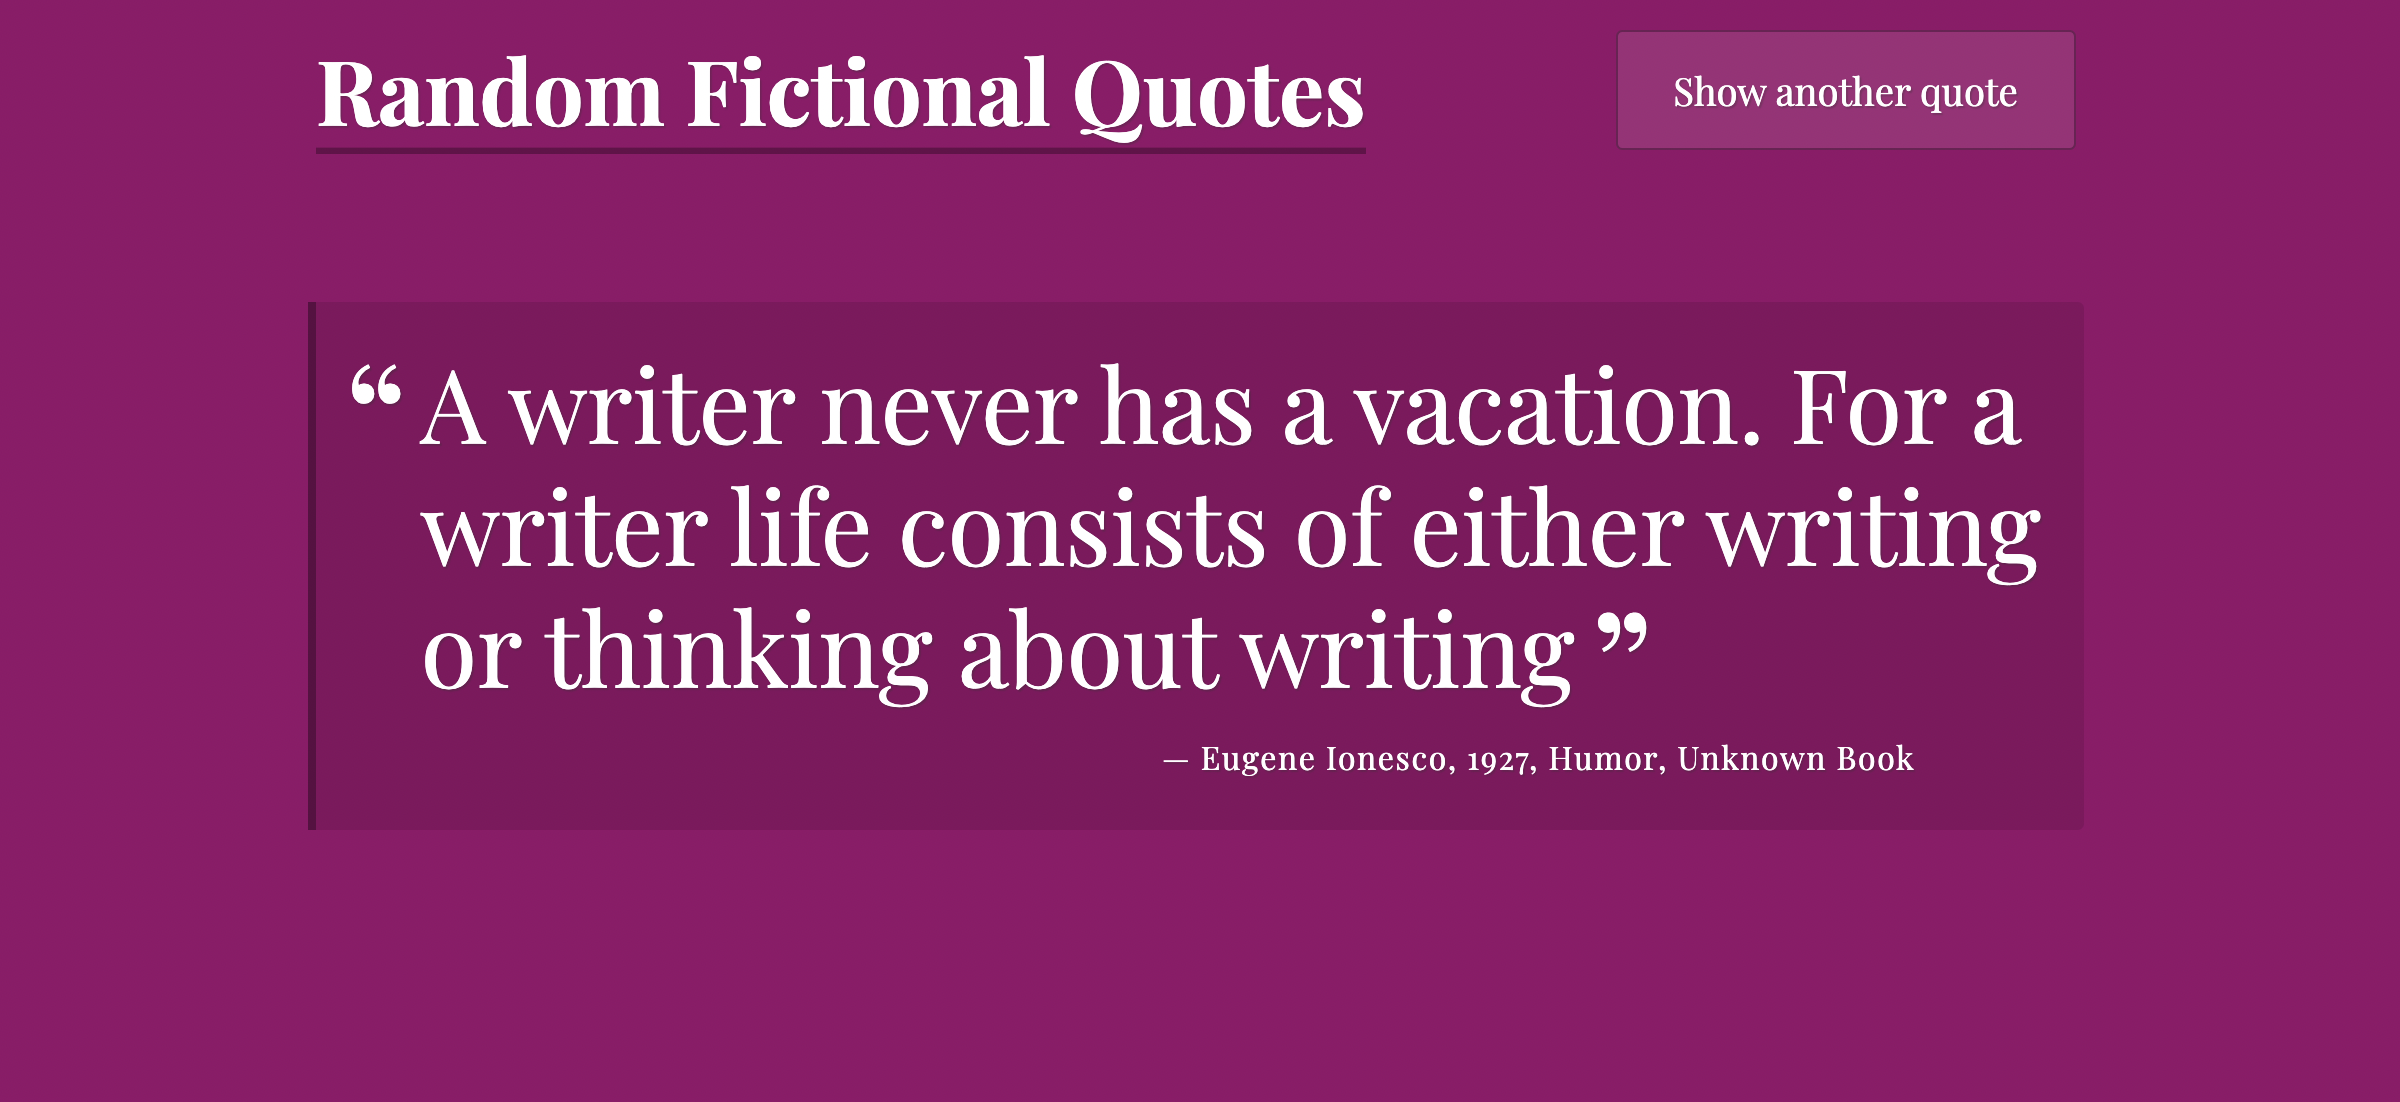 Random Fictional Quotes
Show another quote
“ A writer never has a vacation. For a
writer life consists of either writing
or thinking about writing ”
— Eugene Ionesco, 1927, Humor, Unknown Book